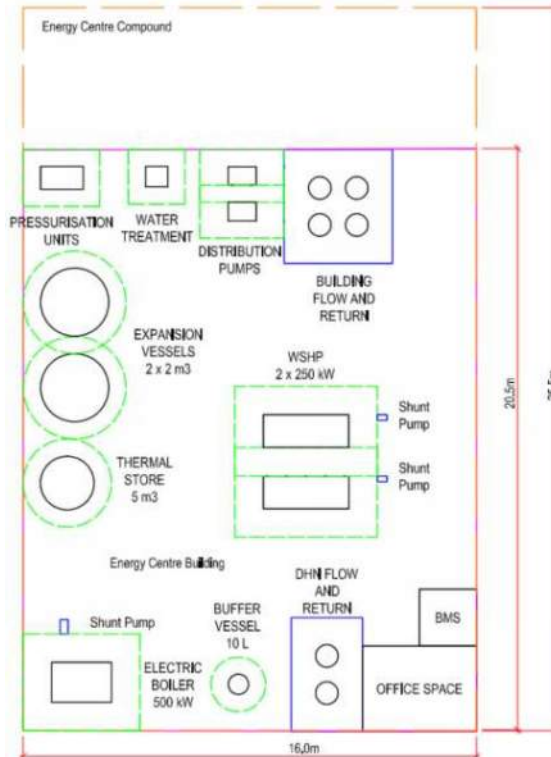 Energy Centre Compound
PRESSURISATION
UNITS
WATER
TREATMENT
DISTRIBUTION
PUMPS
BUILDING
FLOW AND
RETURN
EXPANSION
VESSELS
2 x 2 m3
WSHP
2 x 250 kW
Shunt
Pump
Shunt
Pump
20,5m
THERMAL
STORE
5 m3
Energy Centre Building
DHN FLOW
AND
RETURN
Shunt Pump
BUFFER
VESSEL
10 L
BMS
ELECTRIC
BOILER
500 kW
OFFICE SPACE
16,0m